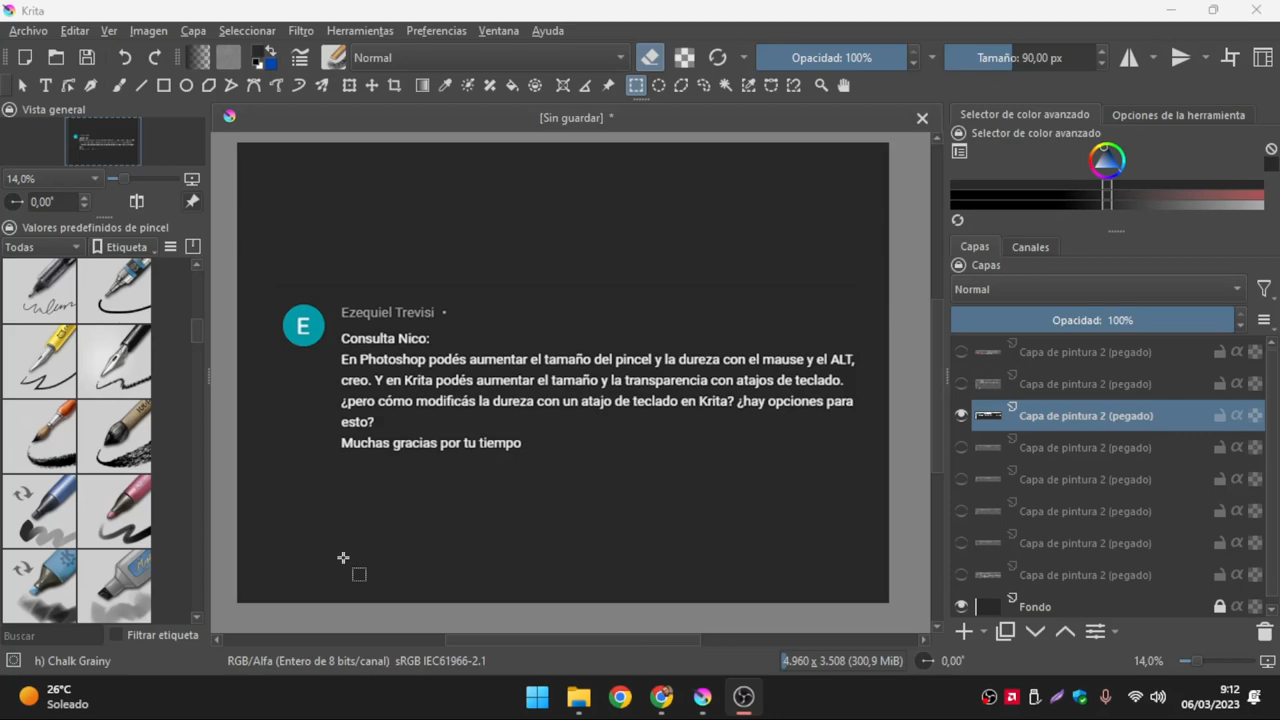 Krita
Archivo Editar Ver Imagen Capa Seleccionar Filtro Herramientas Preferencias Ventana Ayuda
Normal Opacidad: 100% Tamaño: 90,00 px
Vista general
[Sin guardar] *
Selector de color avanzado Opciones de la herramienta
Selector de color avanzado
14,0%
0,00°
Valores predefinidos de pincel
Todas Etiqueta
Capas Canales
Capas
Normal
Opacidad: 100%
E
Ezequiel Trevisi •
Consulta Nico:
En Photoshop podés aumentar el tamaño del pincel y la dureza con el mause y el ALT,
creo. Y en Krita podés aumentar el tamaño y la transparencia con atajos de teclado.
¿pero cómo modificás la dureza con un atajo de teclado en Krita? ¿hay opciones para
esto?
Muchas gracias por tu tiempo
Capa de pintura 2 (pegado)
Capa de pintura 2 (pegado)
Capa de pintura 2 (pegado)
Capa de pintura 2 (pegado)
Capa de pintura 2 (pegado)
Capa de pintura 2 (pegado)
Capa de pintura 2 (pegado)
Capa de pintura 2 (pegado)
Fondo
Buscar Filtrar etiqueta
h) Chalk Grainy RGB/Alfa (Entero de 8 bits/canal) sRGB IEC61966-2.1 4.960 x 3.508 (300,9 MiB) 0,00° 14,0%
26°C
Soleado
9:12
06/03/2023